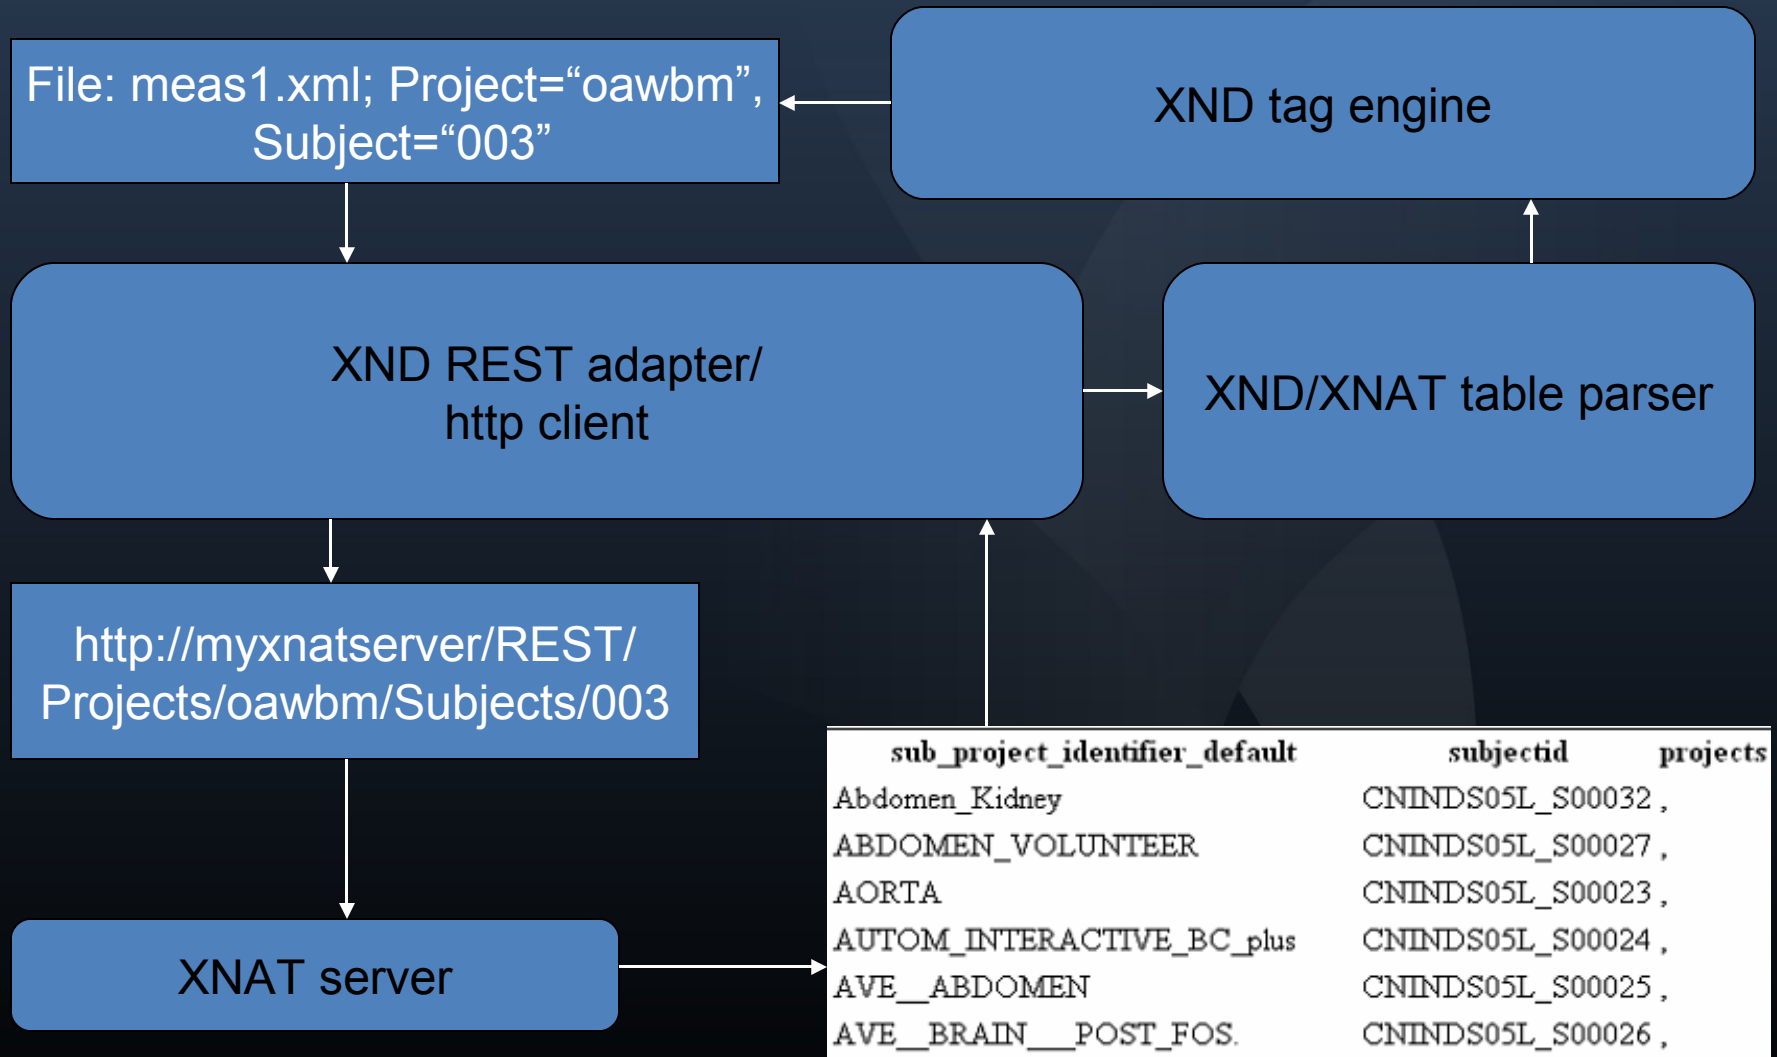 File: meas1.xml; Project=“oawbm”,
Subject=“003”
XND tag engine
XND REST adapter/
http client
XND/XNAT table parser
http://myxnatserver/REST/
Projects/oawbm/Subjects/003
XNAT server
sub_project_identifier_default subjectid projects
Abdomen_Kidney CNINDS05L_S00032 ,
ABDOMEN_VOLUNTEER CNINDS05L_S00027 ,
AORTA CNINDS05L_S00023 ,
AUTOM_INTERACTIVE_BC_plus CNINDS05L_S00024 ,
AVE__ABDOMEN CNINDS05L_S00025 ,
AVE__BRAIN___POST_FOS. CNINDS05L_S00026 ,